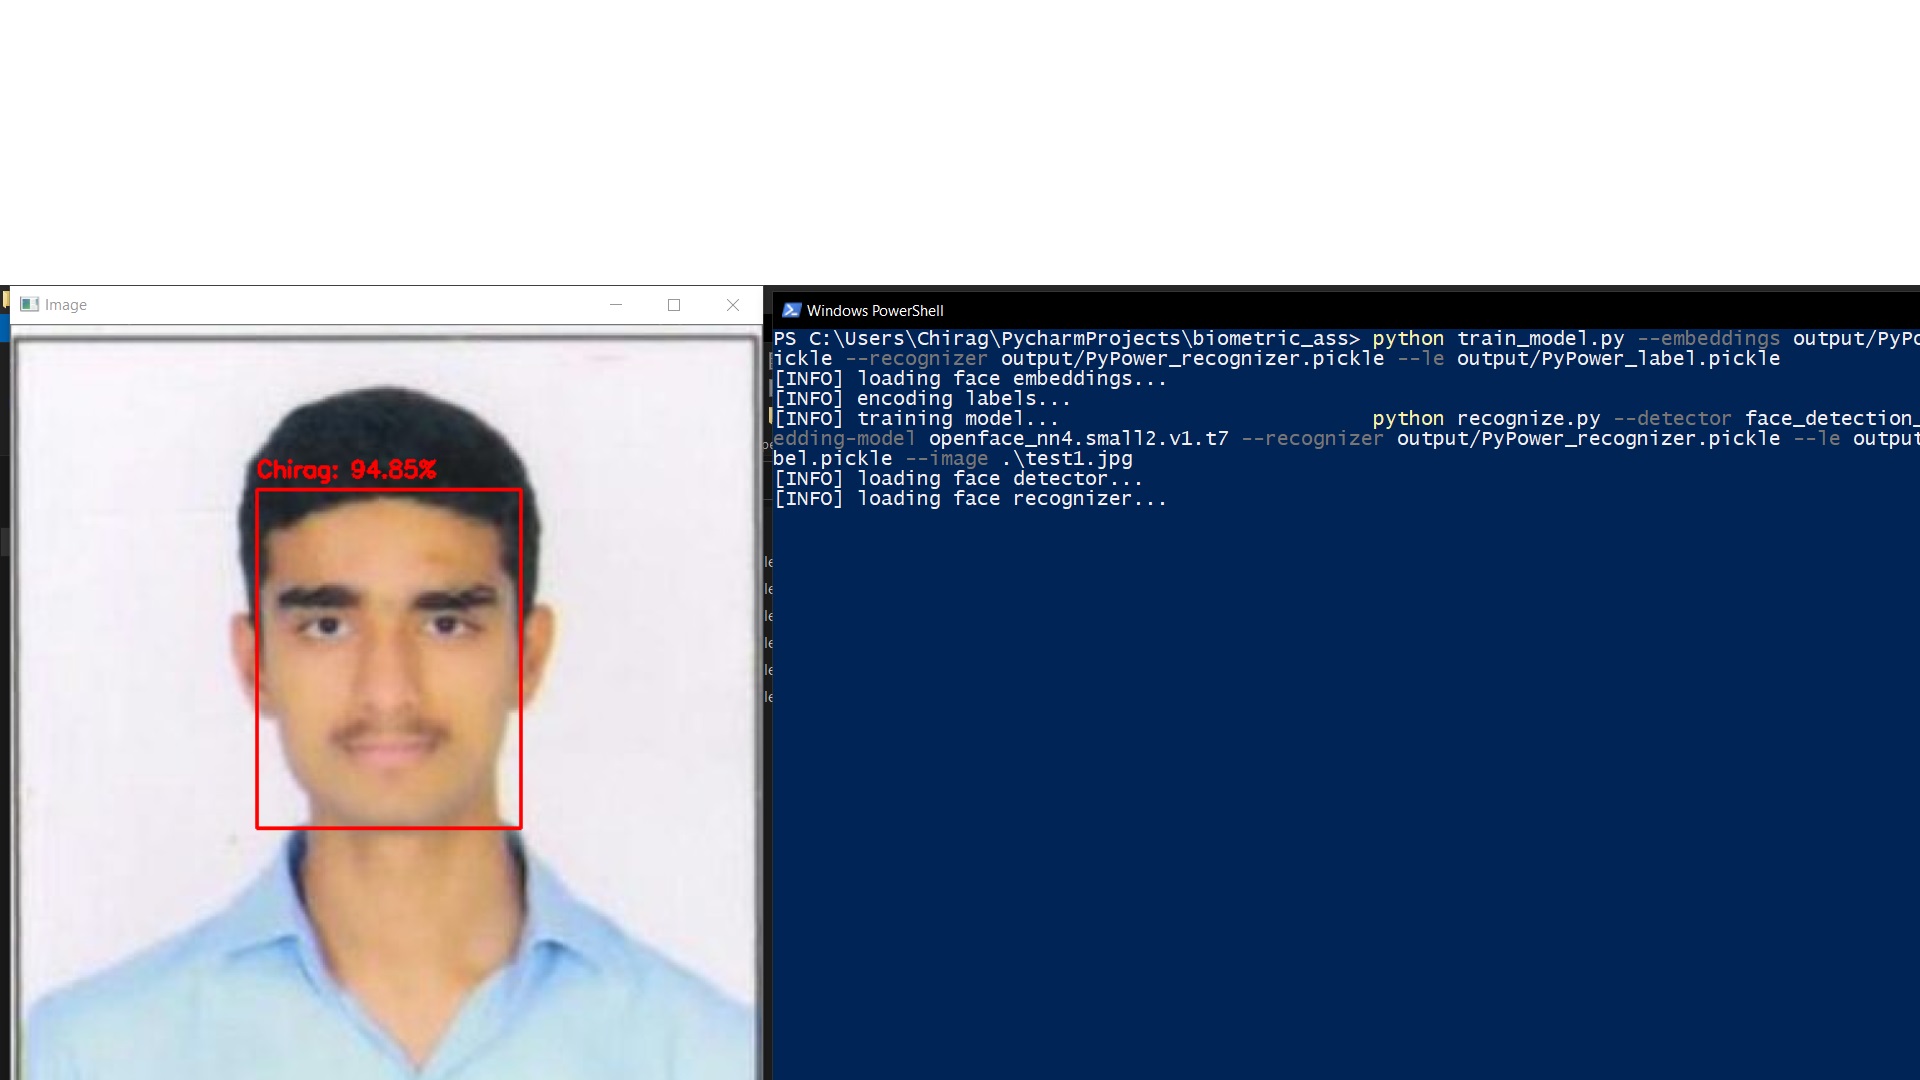 Image
Chirag: 94.85%
Windows PowerShell
PS C:\Users\Chirag\PycharmProjects\biometric_ass> python train_model.py --embeddings output/PyPo
ickle --recognizer output/PyPower_recognizer.pickle --le output/PyPower_label.pickle
[INFO] loading face embeddings...
[INFO] encoding labels...
[INFO] training model... python recognize.py --detector face_detection_
edding-model openface_nn4.small2.v1.t7 --recognizer output/PyPower_recognizer.pickle --le output
bel.pickle --image .\test1.jpg
[INFO] loading face detector...
[INFO] loading face recognizer...